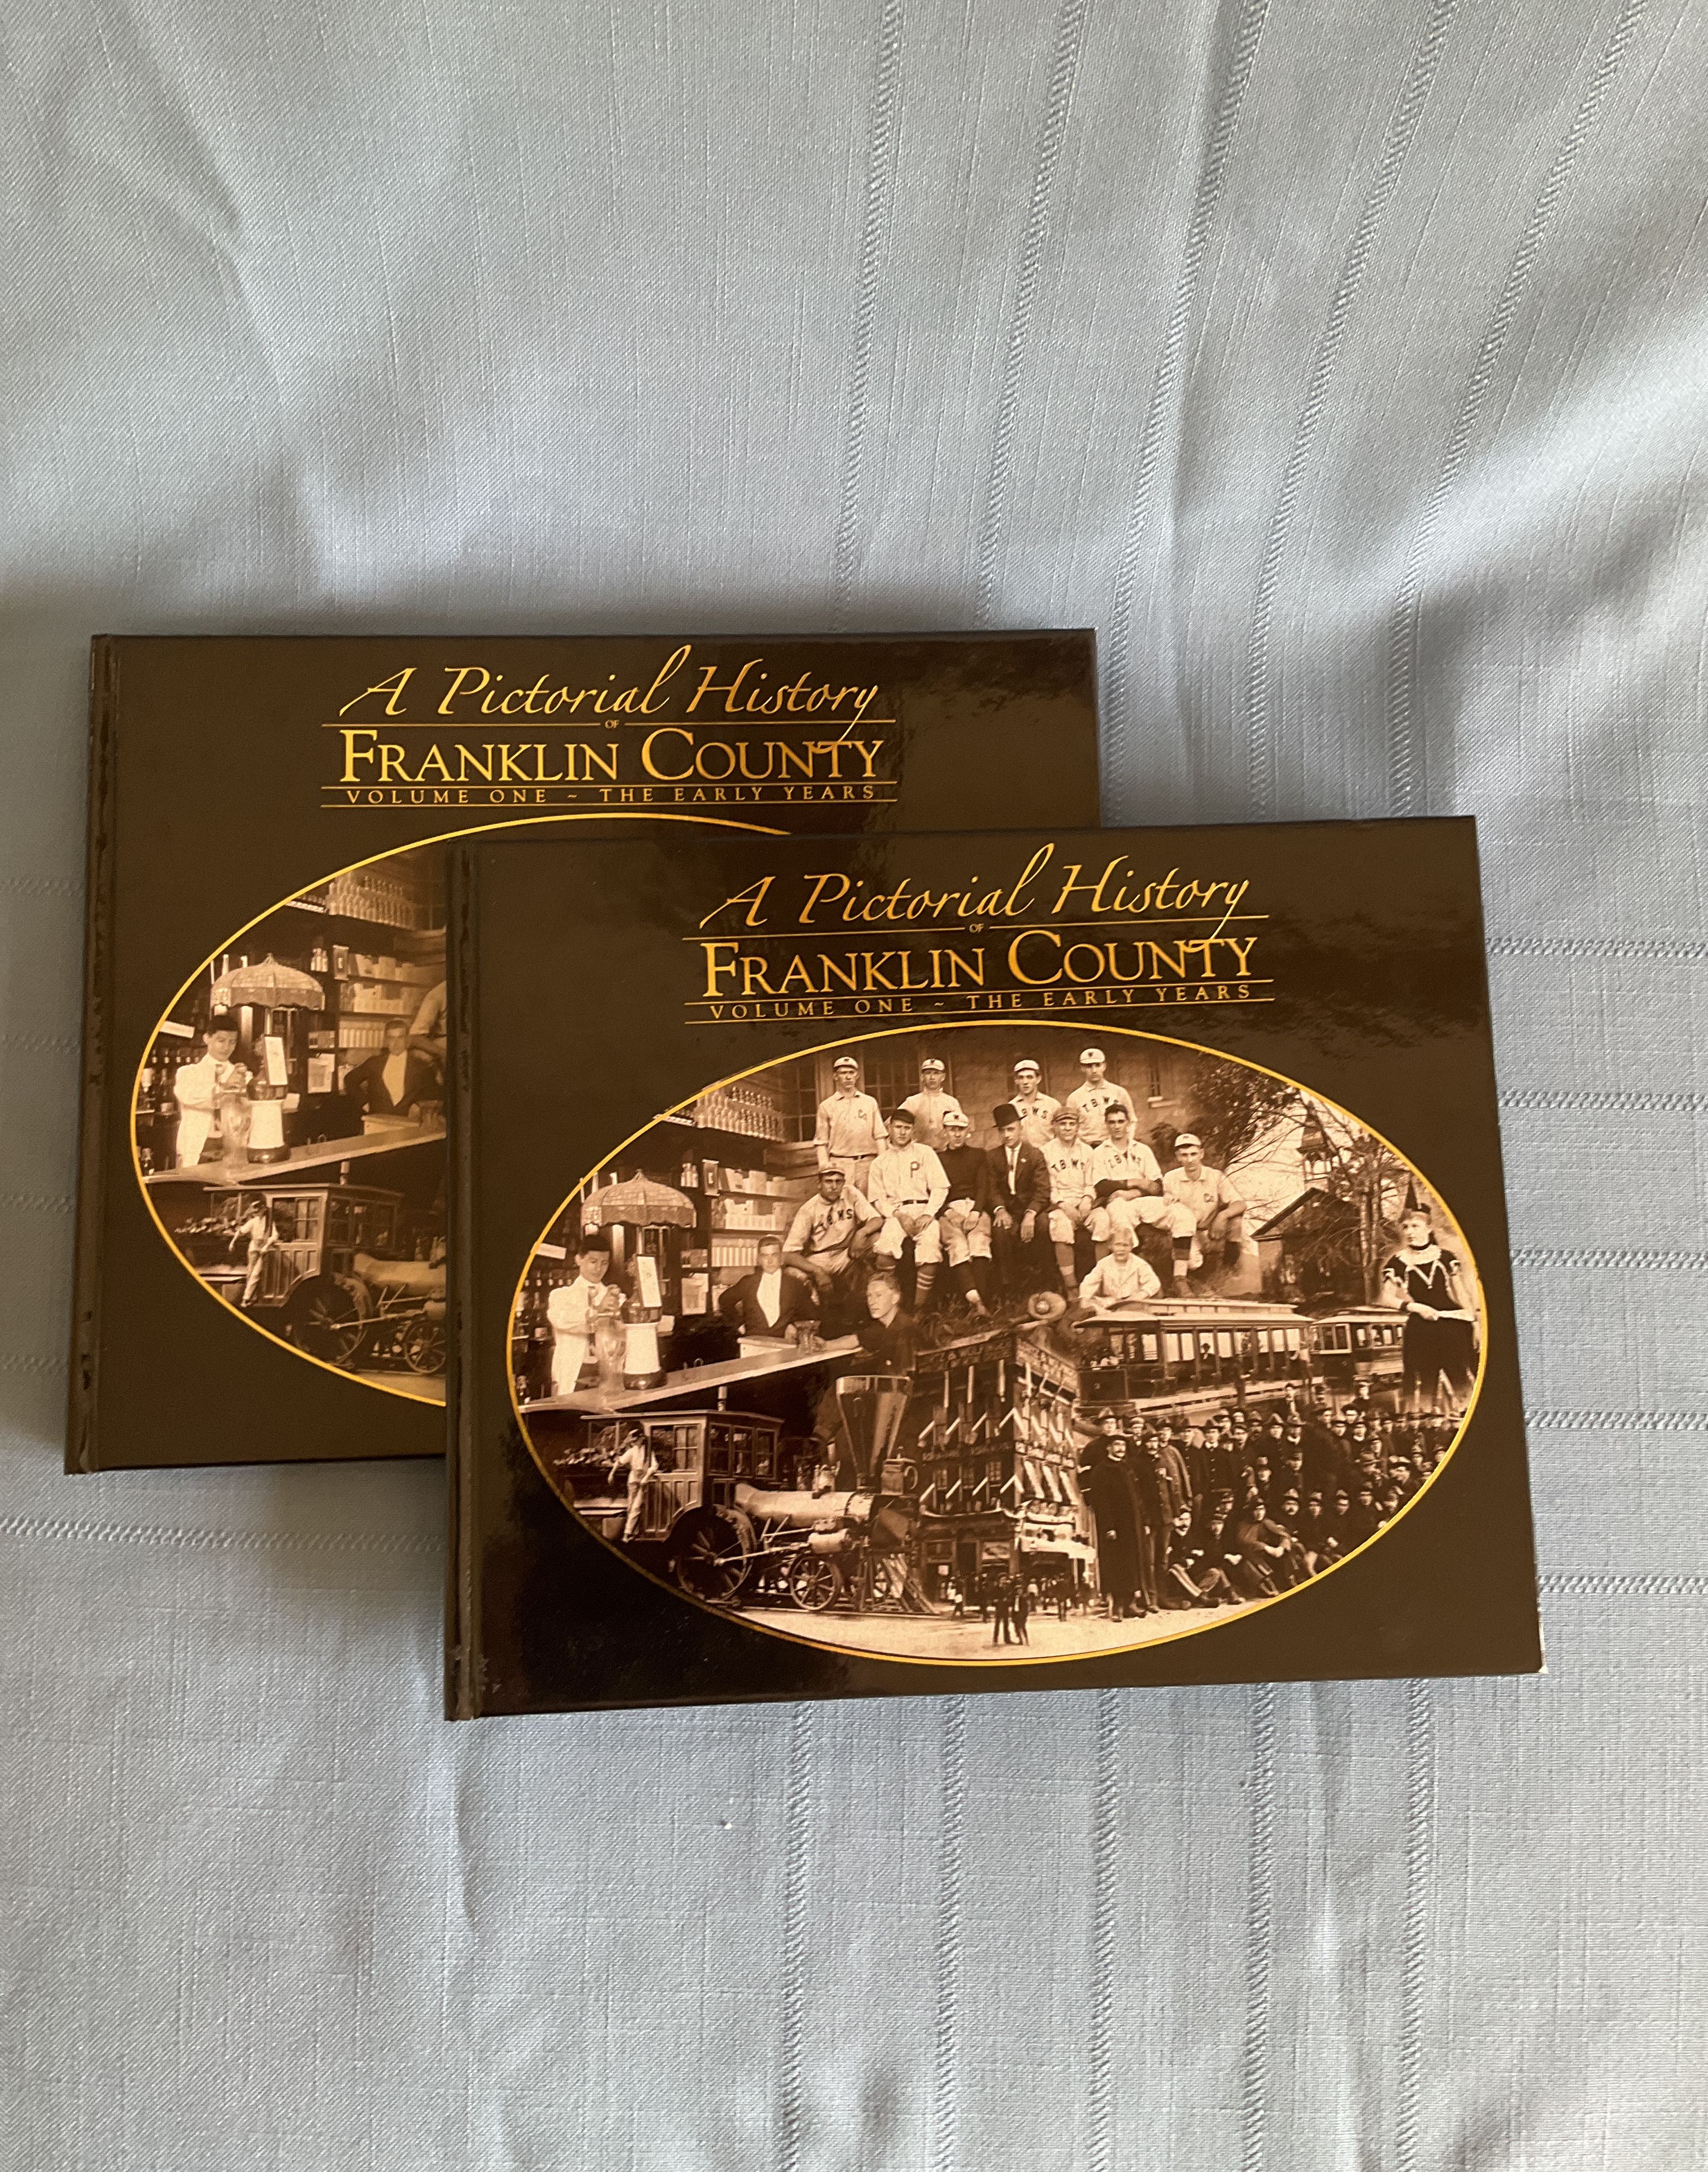 A Pictorial History
OF
FRANKLIN COUNTY
VOLUME ONE ~ THE EARLY YEARS
A Pictorial History
OF
FRANKLIN COUNTY
VOLUME ONE ~ THE EARLY YEARS
P
T.B.W.S